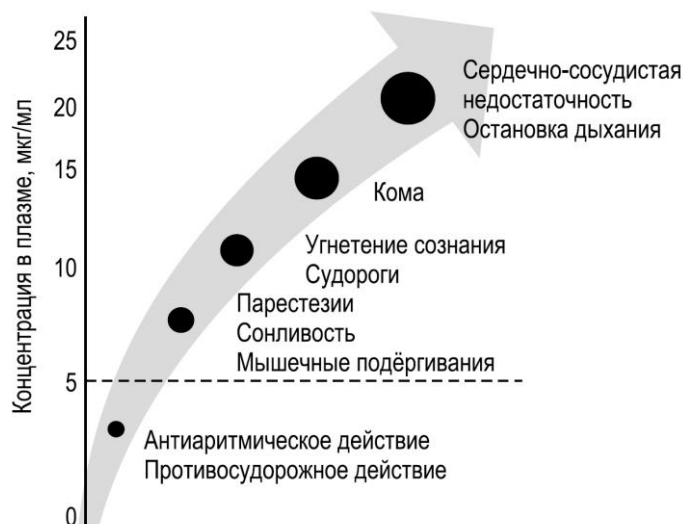 Концентрация в плазме, мкг/мл
25
20
15
10
5
0
Сердечно-сосудистая
недостаточность
Остановка дыхания
Кома
Угнетение сознания
Судороги
Парестезии
Сонливость
Мышечные подёргивания
Антиаритмическое действие
Противосудорожное действие